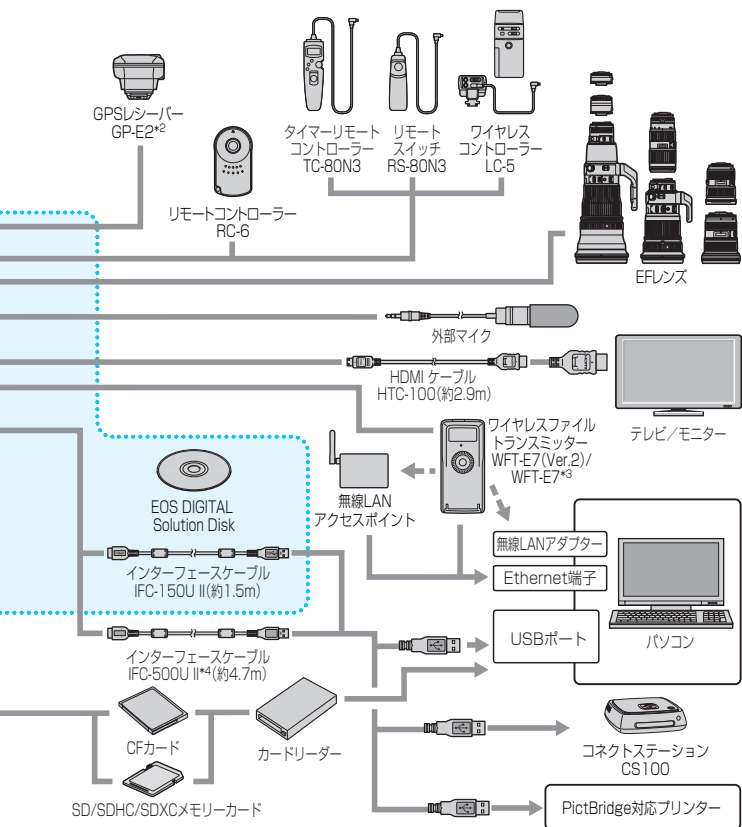 GPSレシーバー
GP-E2*2
タイマーリモート
コントローラー
TC-80N3
リモート
スイッチ
RS-80N3
ワイヤレス
コントローラー
LC-5
リモートコントローラー
RC-6
EFレンズ
外部マイク
HDMI ケーブル
HTC-100(約2.9m)
テレビ/モニター
ワイヤレスファイル
トランスミッター
WFT-E7(Ver.2)/
WFT-E7*3
無線LAN
アクセスポイント
EOS DIGITAL
Solution Disk
無線LANアダプター
Ethernet端子
インターフェースケーブル
IFC-150U II(約1.5m)
USBポート
パソコン
インターフェースケーブル
IFC-500U II*4(約4.7m)
CFカード
カードリーダー
コネクトステーション
CS100
SD/SDHC/SDXCメモリーカード
PictBridge対応プリンター